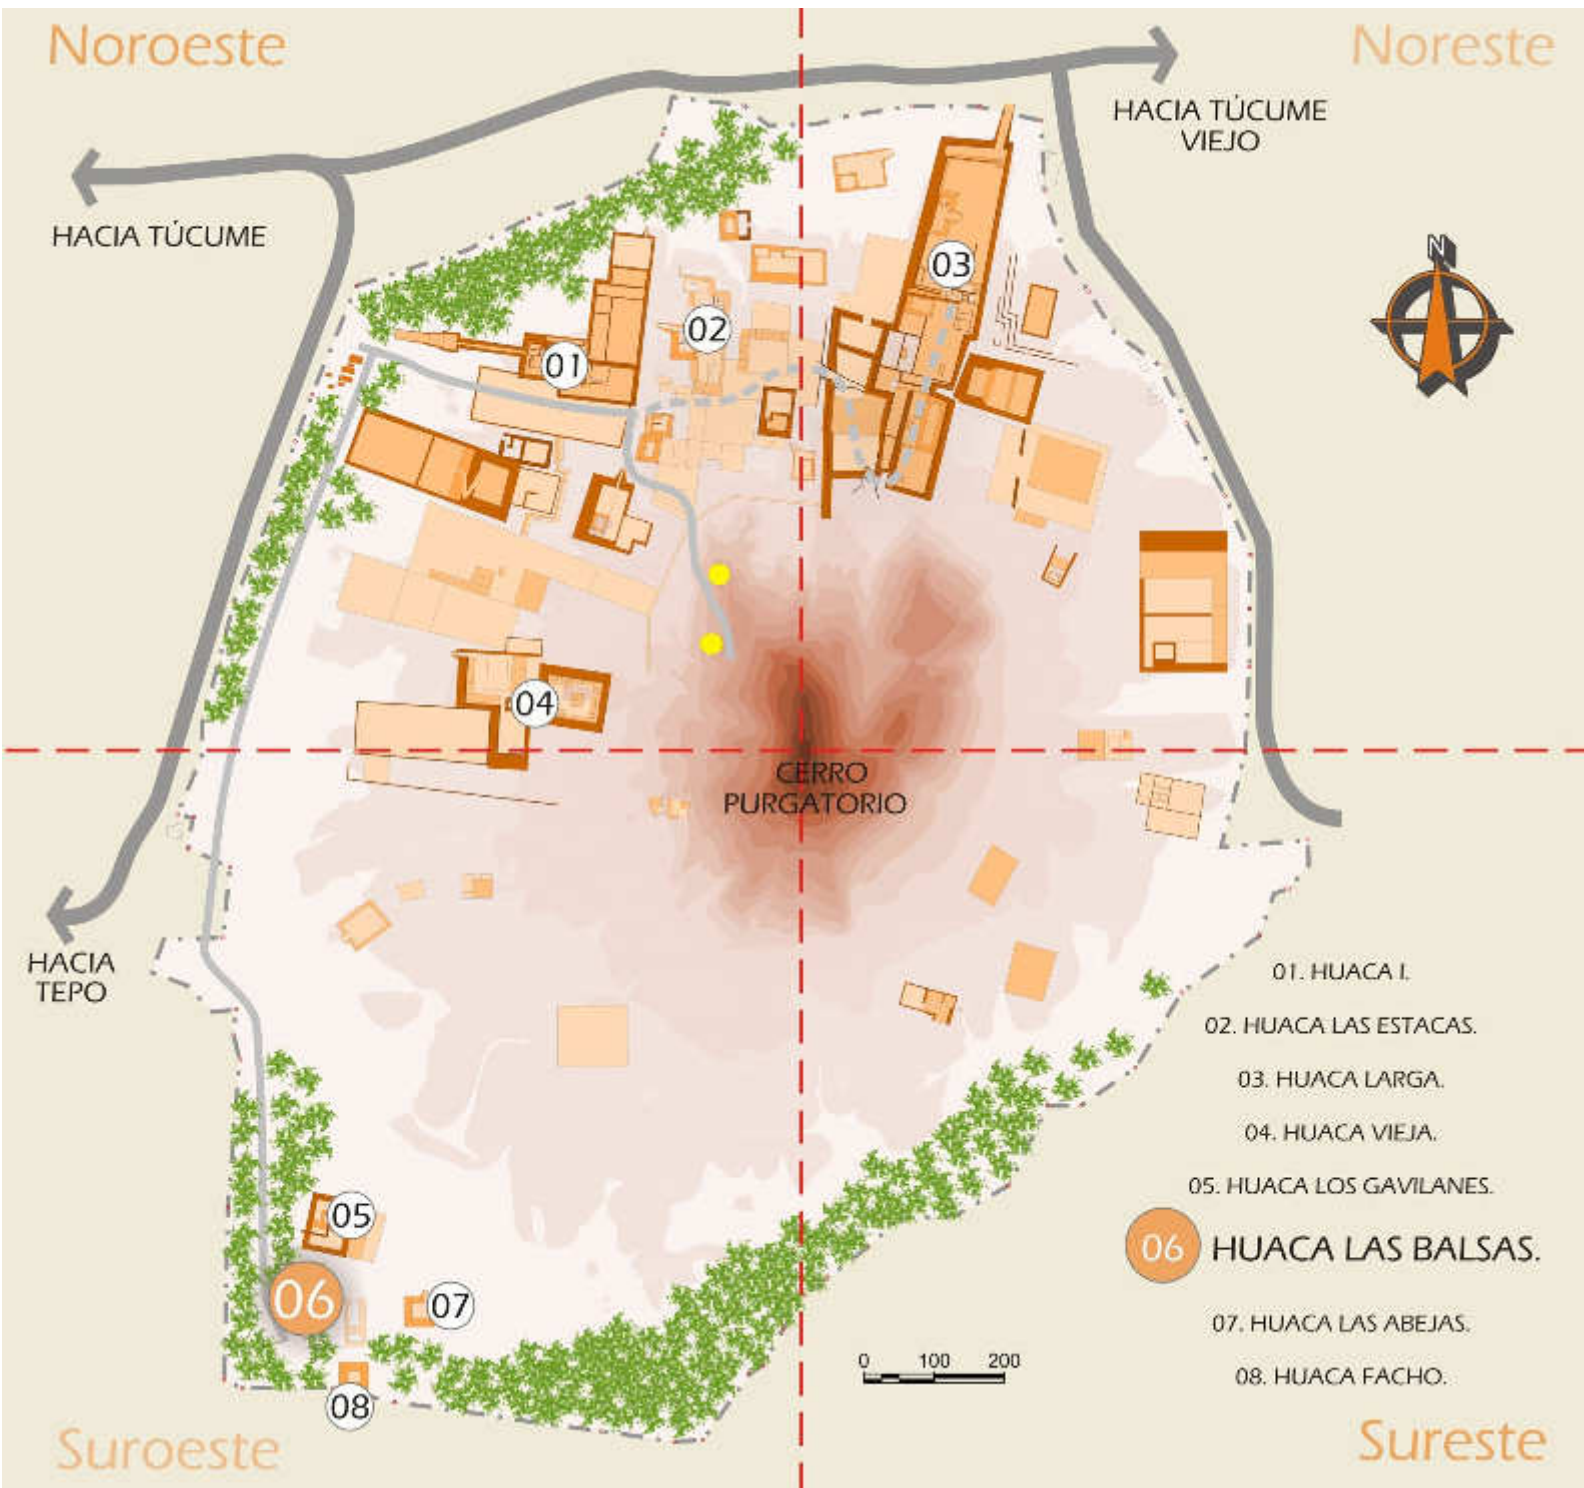 Noroeste
Noreste
HACIA TÚCUME
VIEJO
HACIA TÚCUME
N
03
02
01
04
CERRO
PURGATORIO
HACIA
TEPO
01. HUACA I.
02. HUACA LAS ESTACAS.
03. HUACA LARGA.
04. HUACA VIEJA.
05. HUACA LOS GAVILANES.
06 HUACA LAS BALSAS.
07. HUACA LAS ABEJAS.
08. HUACA FACHO.
05
06
07
08
0 100 200
Suroeste
Sureste